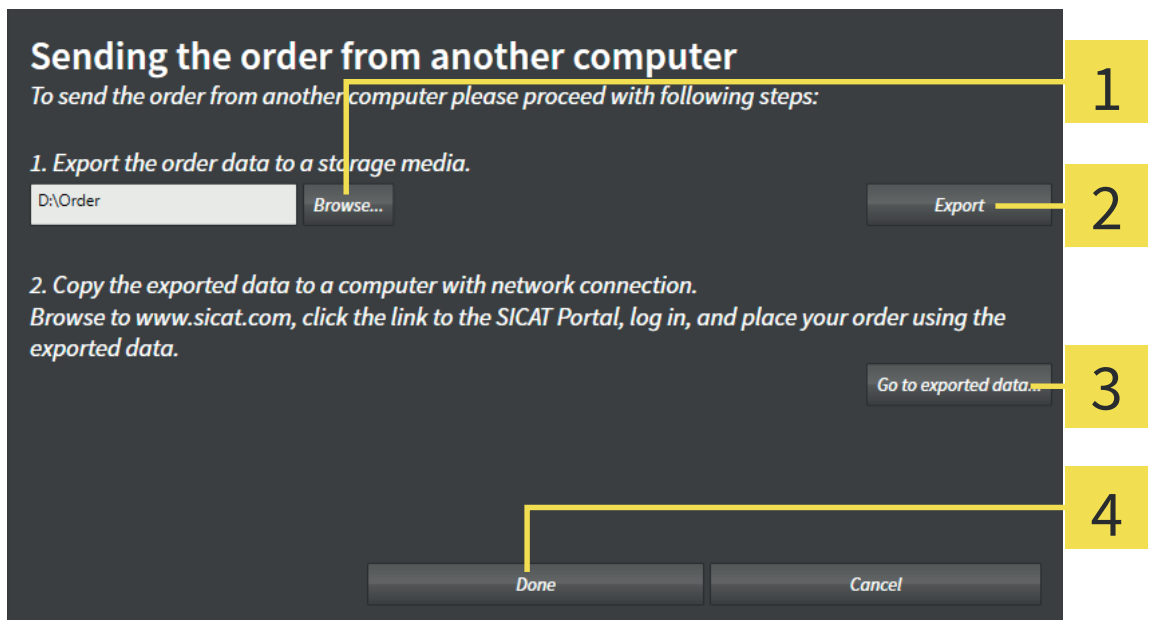 Sending the order from another computer
To send the order from another computer please proceed with following steps:
1. Export the order data to a storage media.
D:\Order
Browse...
Export
2. Copy the exported data to a computer with network connection.
Browse to www.sicat.com, click the link to the SICAT Portal, log in, and place your order using the
exported data.
Go to exported data...
Done
Cancel
1
2
3
4